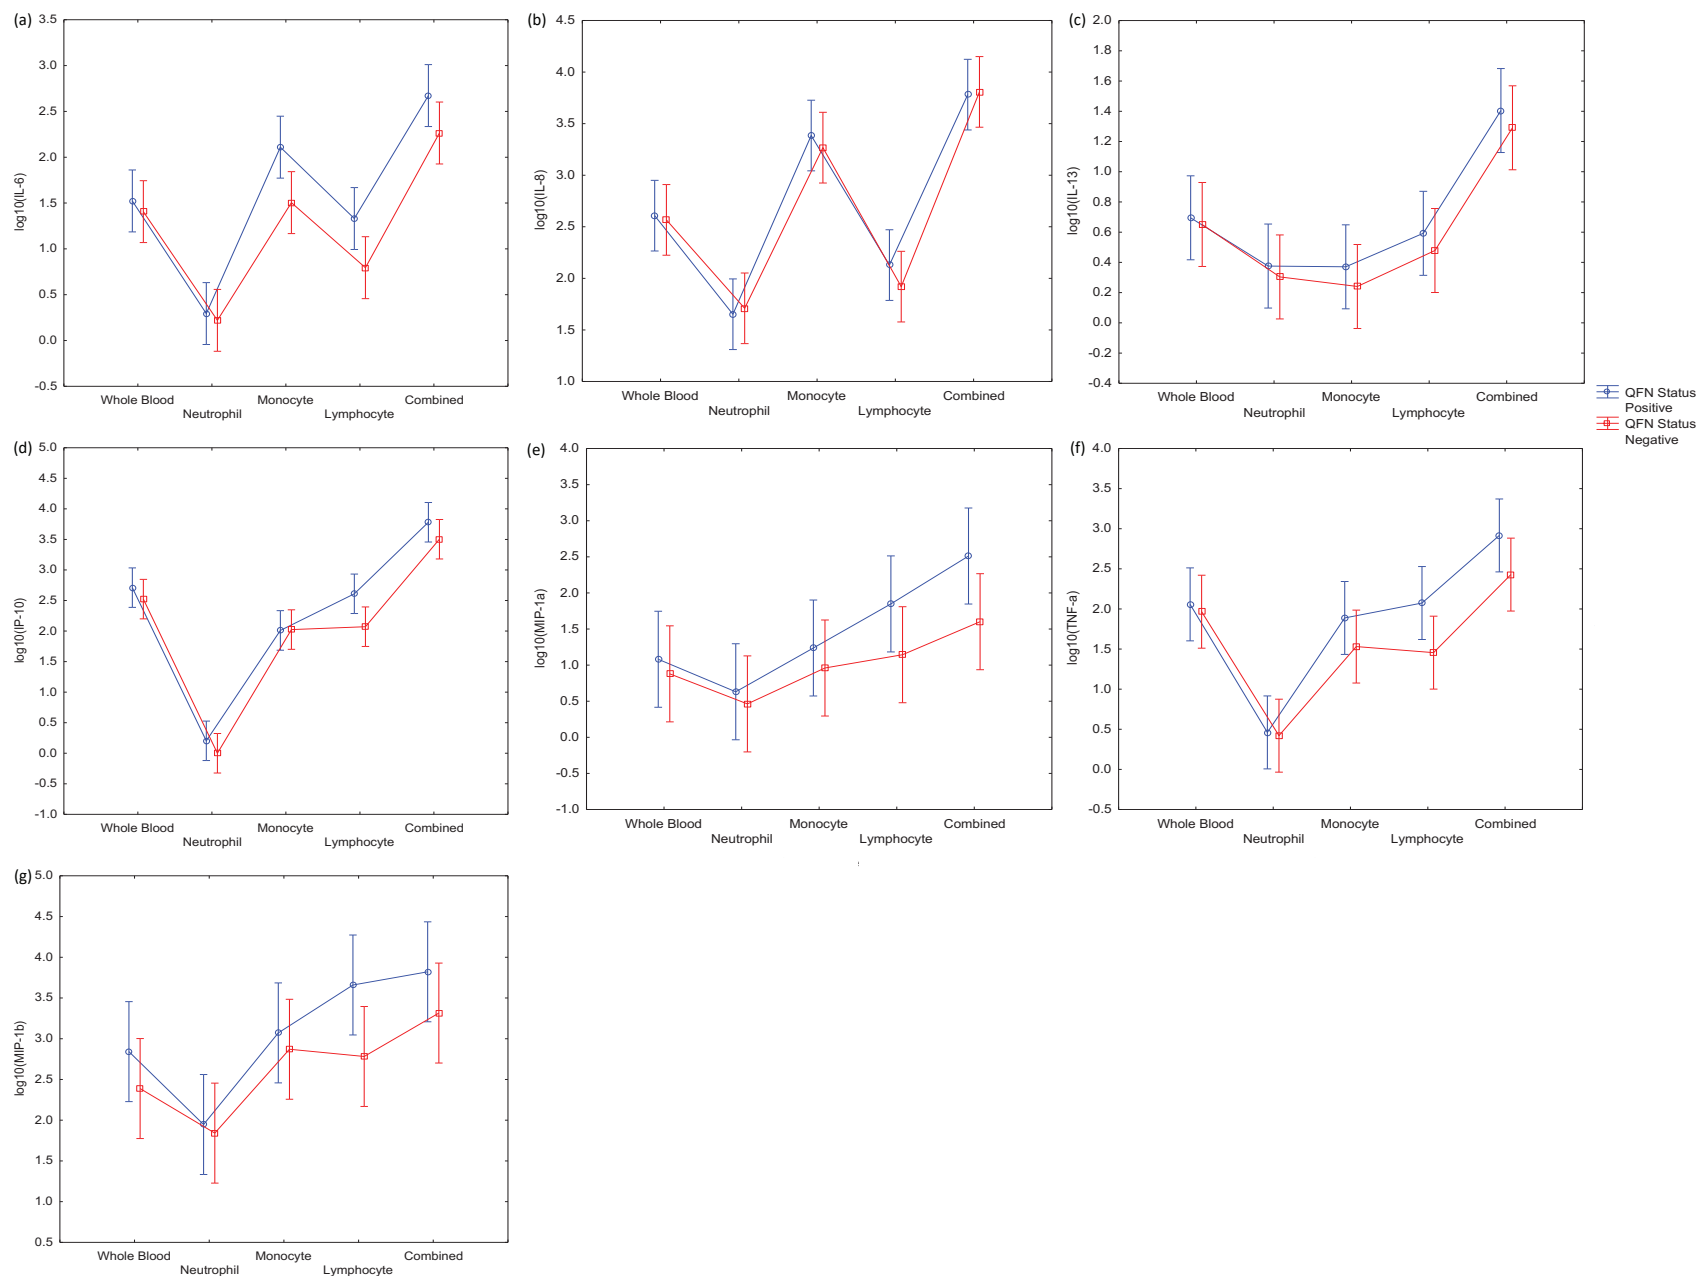 (a)
3.5
3.0
2.5
2.0
1.5
1.0
0.5
0.0
-0.5
log10(IL-6)
Whole Blood
Neutrophil
Monocyte
Lymphocyte
Combined
(b)
4.5
4.0
3.5
3.0
2.5
2.0
1.5
1.0
log10(IL-8)
Whole Blood
Neutrophil
Monocyte
Lymphocyte
Combined
(c)
2.0
1.8
1.6
1.4
1.2
1.0
0.8
0.6
0.4
0.2
0.0
-0.2
-0.4
log10(IL-13)
Whole Blood
Neutrophil
Monocyte
Lymphocyte
Combined
QFN Status
Positive
QFN Status
Negative
(d)
5.0
4.5
4.0
3.5
3.0
2.5
2.0
1.5
1.0
0.5
0.0
-0.5
-1.0
log10(IP-10)
Whole Blood
Neutrophil
Monocyte
Lymphocyte
Combined
(e)
4.0
3.5
3.0
2.5
2.0
1.5
1.0
0.5
0.0
-0.5
-1.0
log10(MIP-1a)
Whole Blood
Neutrophil
Monocyte
Lymphocyte
Combined
(f)
4.0
3.5
3.0
2.5
2.0
1.5
1.0
0.5
0.0
-0.5
log10(TNF-a)
Whole Blood
Neutrophil
Monocyte
Lymphocyte
Combined
(g)
5.0
4.5
4.0
3.5
3.0
2.5
2.0
1.5
1.0
0.5
log10(MIP-1b)
Whole Blood
Neutrophil
Monocyte
Lymphocyte
Combined